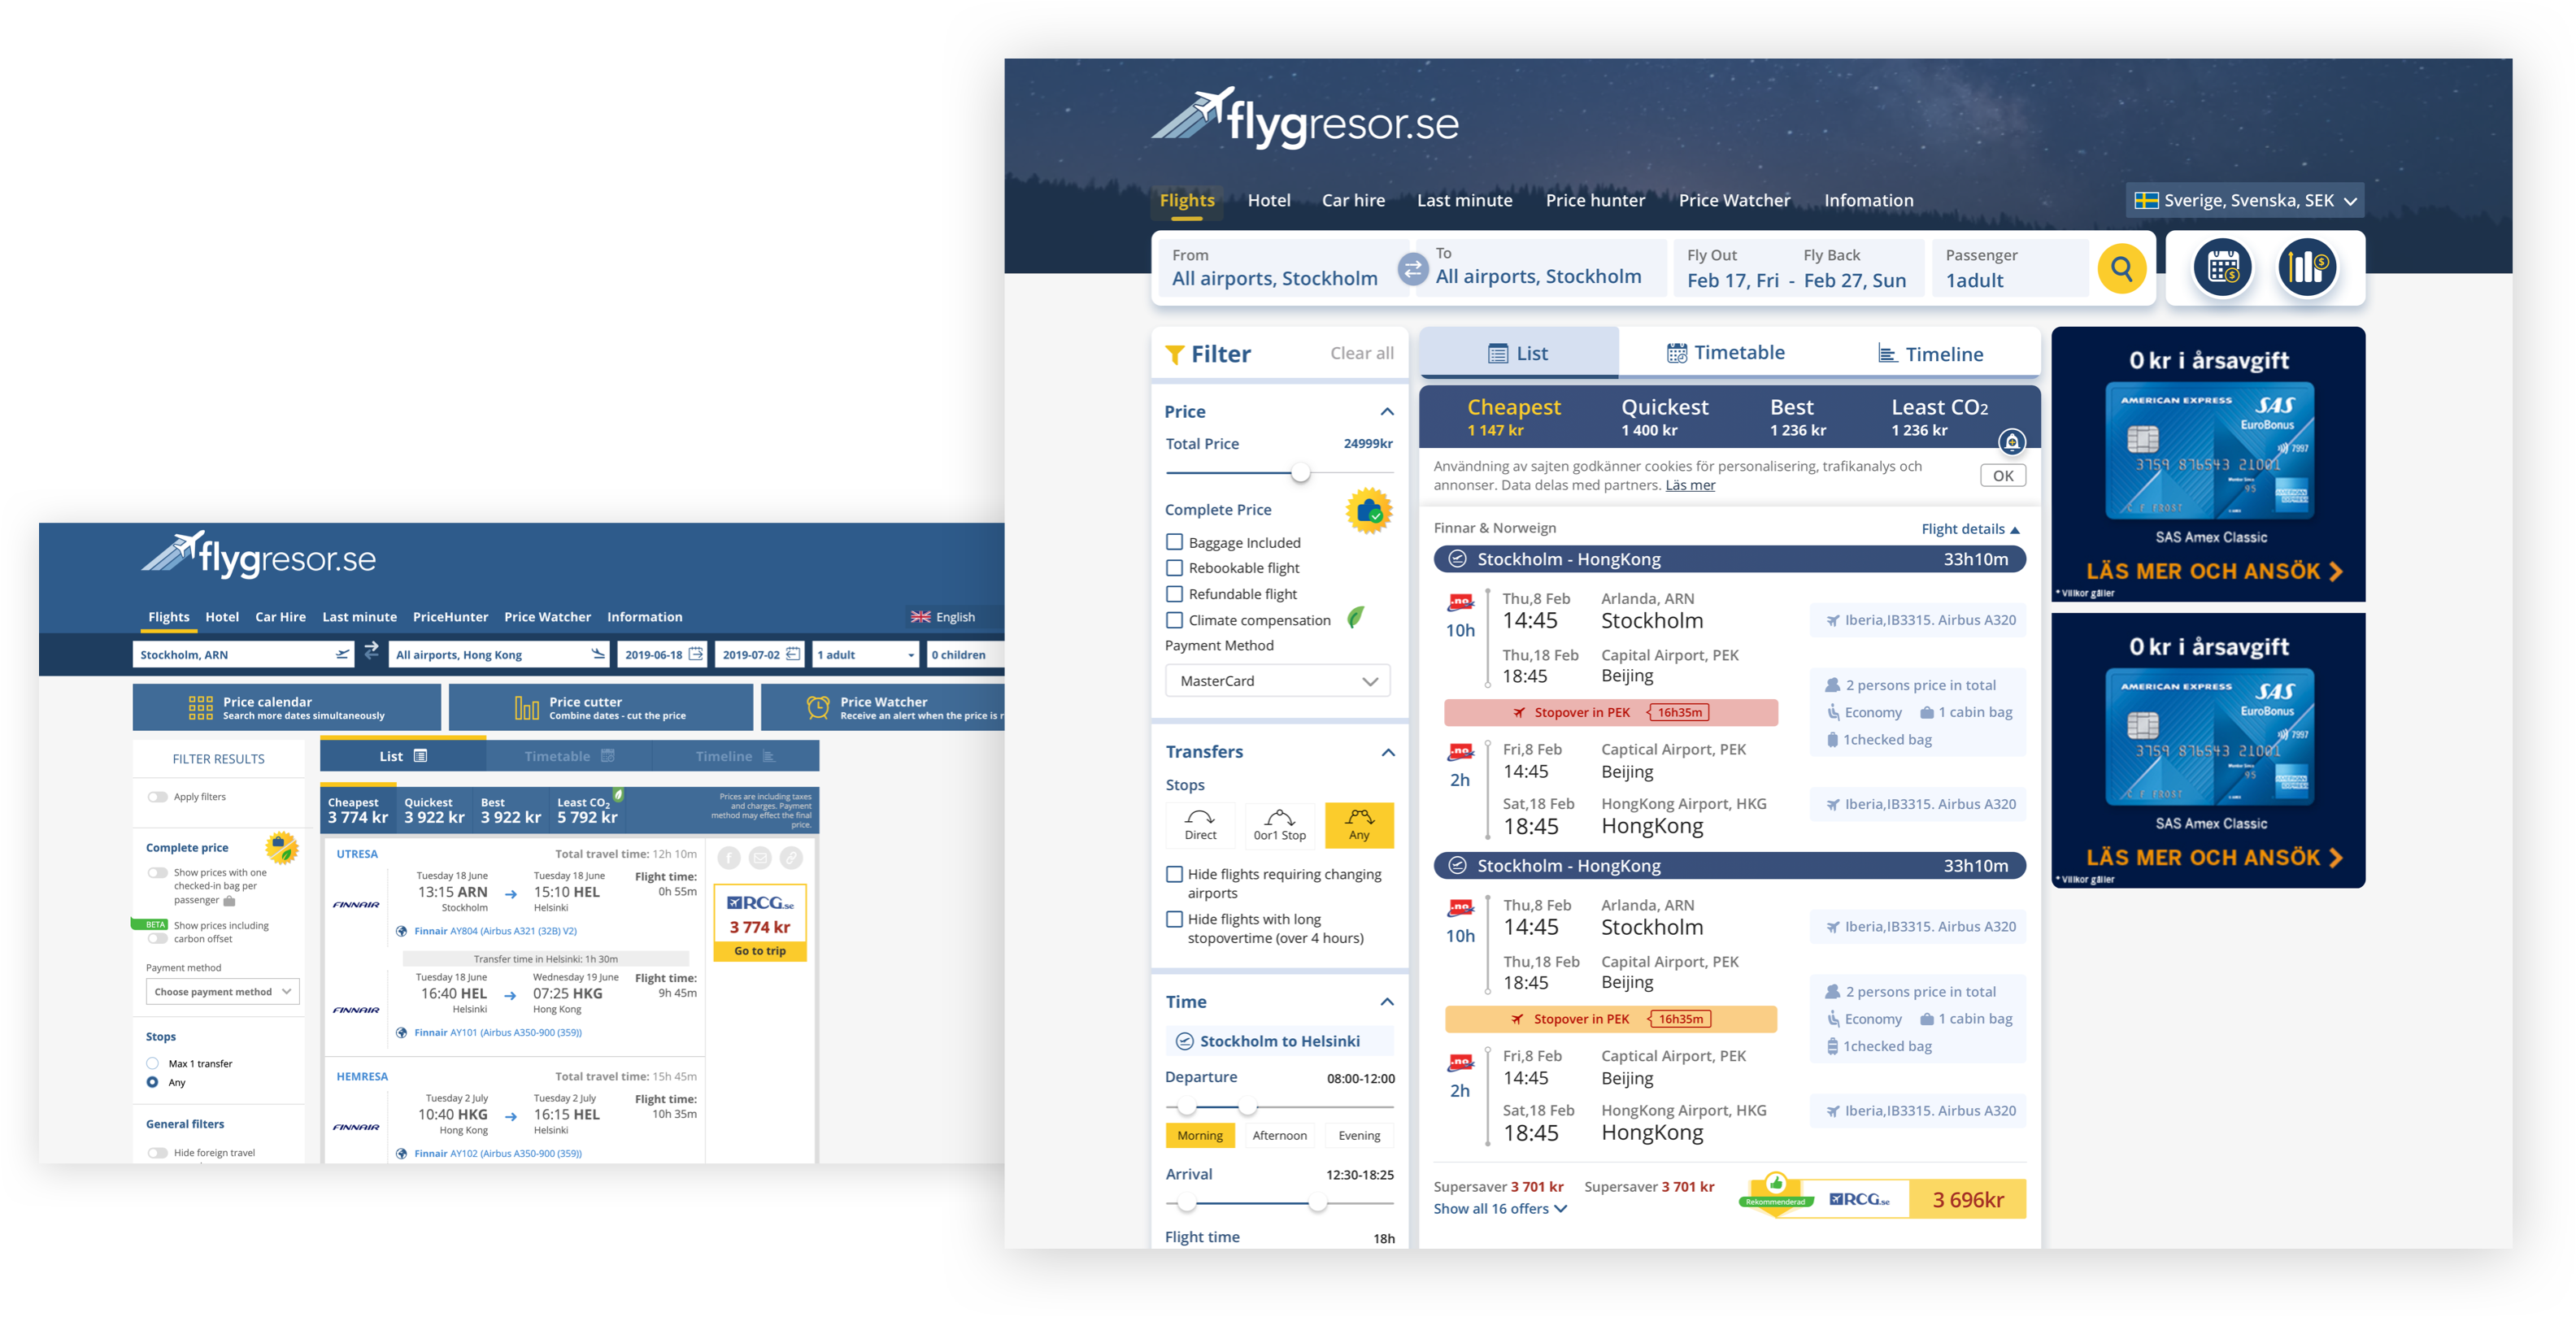 flygresor.se
Flights Hotel Car Hire Last minute PriceHunter Price Watcher Information English
Stockholm, ARN All airports, Hong Kong 2019-06-18 2019-07-02 1 adult 0 children
Price calendar
Search more dates simultaneously
Price cutter
Combine dates - cut the price
Price Watcher
Receive an alert when the price is r
FILTER RESULTS
Apply filters
Complete price
Show prices with one
checked-in bag per
passenger
BETA Show prices including
carbon offset
Payment method
Choose payment method
Stops
Max 1 transfer
Any
General filters
Hide foreign travel
List Timetable Timeline
Cheapest Quickest Best Least CO2
3 774 kr 3 922 kr 3 922 kr 5 792 kr
Prices are including taxes
and charges. Payment
method may effect the final
price.
UTRESA Total travel time: 12h 10m
Tuesday 18 June Tuesday 18 June Flight time:
13:15 ARN 15:10 HEL 0h 55m
FINNAIR Stockholm Helsinki
Finnair AY804 (Airbus A321 (32B) V2)
Transfer time in Helsinki: 1h 30m
Tuesday 18 June Wednesday 19 June Flight time:
16:40 HEL 07:25 HKG 9h 45m
FINNAIR Helsinki Hong Kong
Finnair AY101 (Airbus A350-900 (359))
RCG.se
3 774 kr
Go to trip
HEMRESA Total travel time: 15h 45m
Tuesday 2 July Tuesday 2 July Flight time:
10:40 HKG 16:15 HEL 10h 35m
FINNAIR Hong Kong Helsinki
Finnair AY102 (Airbus A350-900 (359))
flygresor.se
Flights Hotel Car hire Last minute Price hunter Price Watcher Infomation Sverige, Svenska, SEK
From To Fly Out Fly Back Passenger
All airports, Stockholm All airports, Stockholm Feb 17, Fri - Feb 27, Sun 1adult
Filter Clear all
Price
Total Price 24999kr
Complete Price
Baggage Included
Rebookable flight
Refundable flight
Climate compensation
Payment Method
MasterCard
Transfers
Stops
Direct 0or1 Stop Any
Hide flights requiring changing
airports
Hide flights with long
stopovertime (over 4 hours)
Time
Stockholm to Helsinki
Departure 08:00-12:00
Morning Afternoon Evening
Arrival 12:30-18:25
Flight time 18h
List Timetable Timeline
Cheapest Quickest Best Least CO2
1 147 kr 1 400 kr 1 236 kr 1 236 kr
Användning av sajten godkänner cookies för personalisering, trafikanalys och
annonser. Data delas med partners. Läs mer
OK
Finnar & Norweign Flight details
Stockholm - HongKong 33h10m
Thu,8 Feb Arlanda, ARN
14:45 Stockholm
10h
Iberia,IB3315. Airbus A320
Thu,18 Feb Capital Airport, PEK
18:45 Beijing
2 persons price in total
Economy 1 cabin bag
1checked bag
Stopover in PEK 16h35m
Fri,8 Feb Captical Airport, PEK
14:45 Beijing
2h
Sat,18 Feb HongKong Airport, HKG
18:45 HongKong
Iberia,IB3315. Airbus A320
Stockholm - HongKong 33h10m
Thu,8 Feb Arlanda, ARN
14:45 Stockholm
10h
Iberia,IB3315. Airbus A320
Thu,18 Feb Capital Airport, PEK
18:45 Beijing
2 persons price in total
Economy 1 cabin bag
1checked bag
Stopover in PEK 16h35m
Fri,8 Feb Captical Airport, PEK
14:45 Beijing
2h
Sat,18 Feb HongKong Airport, HKG
18:45 HongKong
Iberia,IB3315. Airbus A320
Supersaver 3 701 kr Supersaver 3 701 kr
Show all 16 offers
Rekommenderad RCG.se 3 696kr
0 kr i årsavgift
AMERICAN EXPRESS SAS
EuroBonus
7997
3759 876543 21001
95
C F FROST
SAS Amex Classic
LÄS MER OCH ANSÖK
* Villkor gäller
0 kr i årsavgift
AMERICAN EXPRESS SAS
EuroBonus
7997
3759 876543 21001
95
C F FROST
SAS Amex Classic
LÄS MER OCH ANSÖK
* Villkor gäller